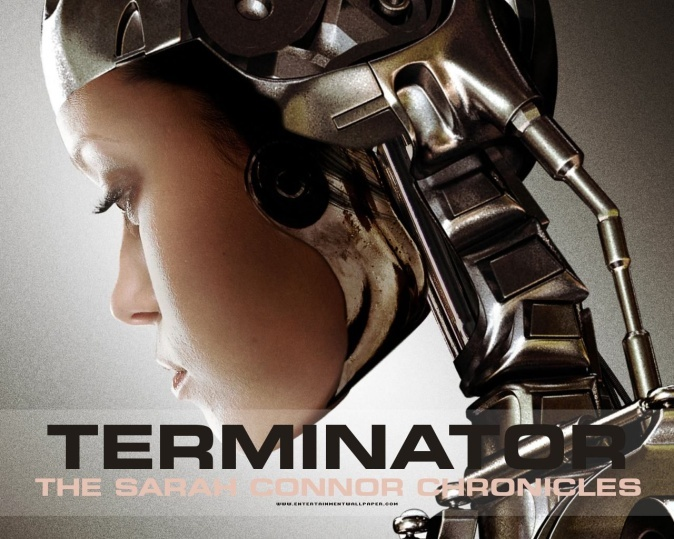 TERMINATOR
THE SARAH CONNOR CHRONICLES
WWW.ENTERTAINMENTWALLPAPER.COM